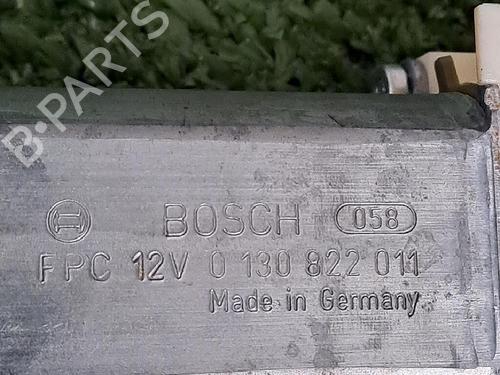 B-PARTS
BOSCH 058
FPC 12V 0 130 822 011
Made in Germany